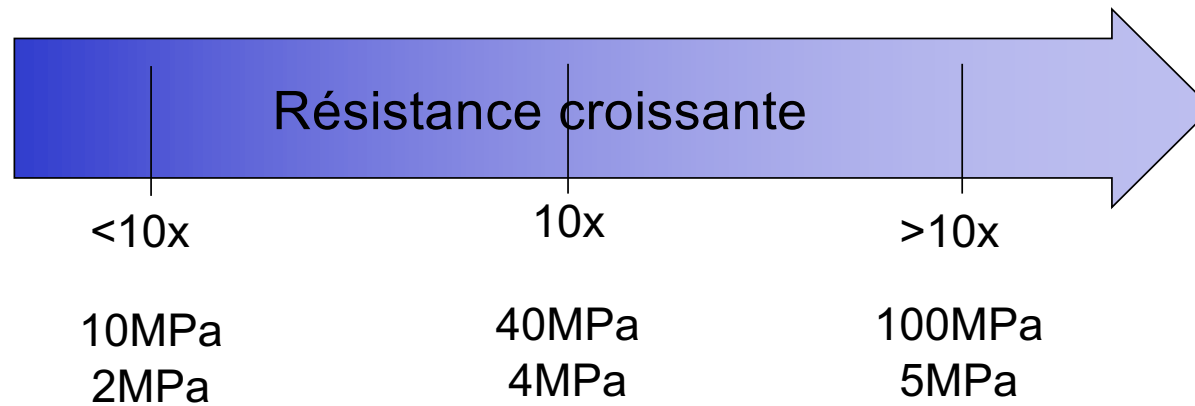 Résistance croissante
<10x
10x
>10x
10MPa
40MPa
100MPa
2MPa
4MPa
5MPa